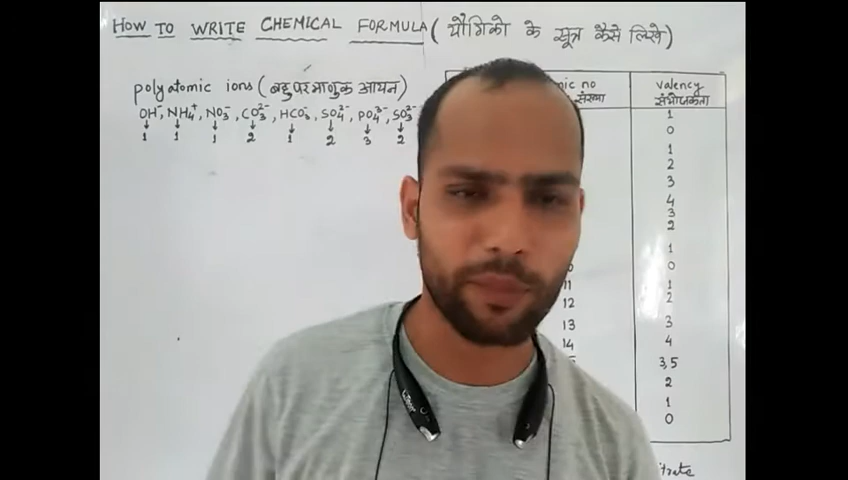 HOW TO WRITE CHEMICAL FORMULA ( यौगिको के सूत्र कैसे लिखे )
polyatomic ions ( बहुपरमाणुक आयन )
OH⁻, NH₄⁺, NO₃⁻, CO₃²⁻, HCO₃⁻, SO₄²⁻, PO₄³⁻, SO₃²⁻
↓ ↓ ↓ ↓ ↓ ↓ ↓ ↓
1 1 1 2 1 2 3 2
no valency
संख्या संयोजकता
1
0
1
2
3
4
3
2
1
0
11 1
12 2
13 3
14 4
3,5
2
1
0